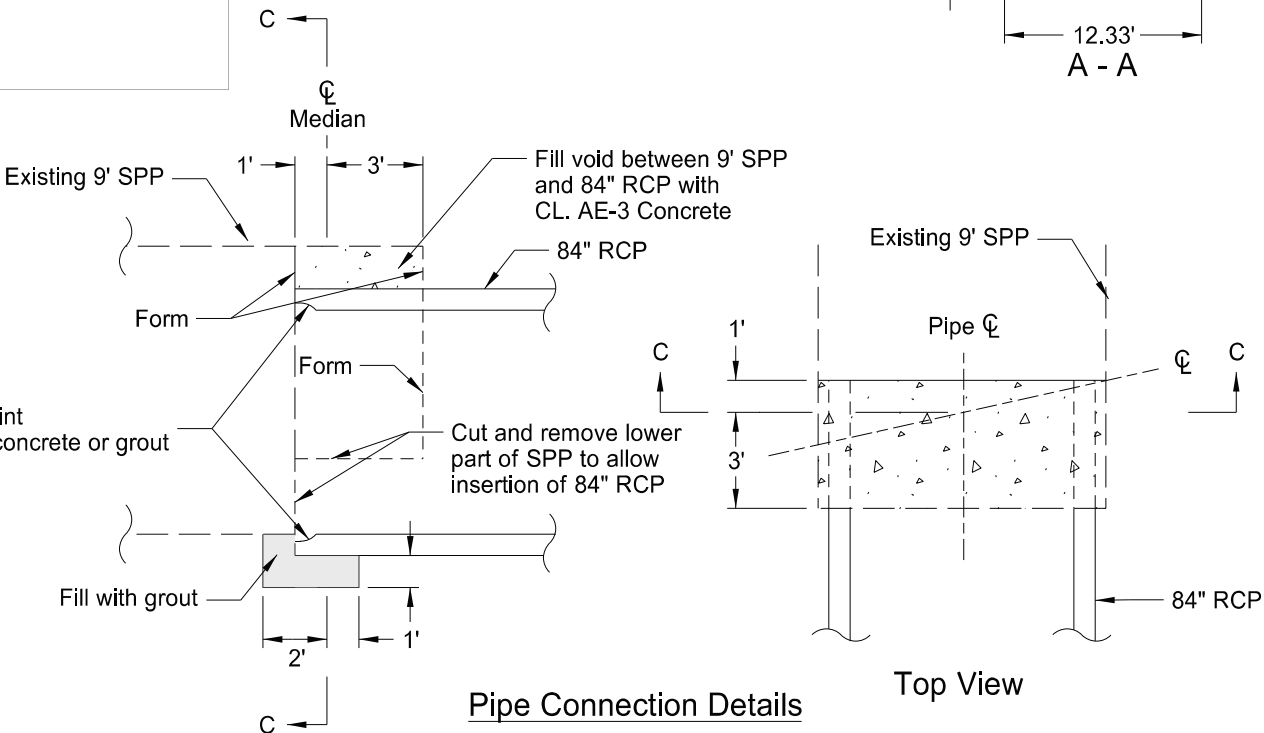 C
12.33'
A - A
℄
Median
1'
3'
Fill void between 9' SPP
and 84" RCP with
CL. AE-3 Concrete
Existing 9' SPP
84" RCP
Form
Form
concrete or grout
Cut and remove lower
part of SPP to allow
insertion of 84" RCP
Fill with grout
1'
2'
C
Pipe Connection Details
Existing 9' SPP
Pipe ℄
1'
C
℄
C
3'
84" RCP
Top View